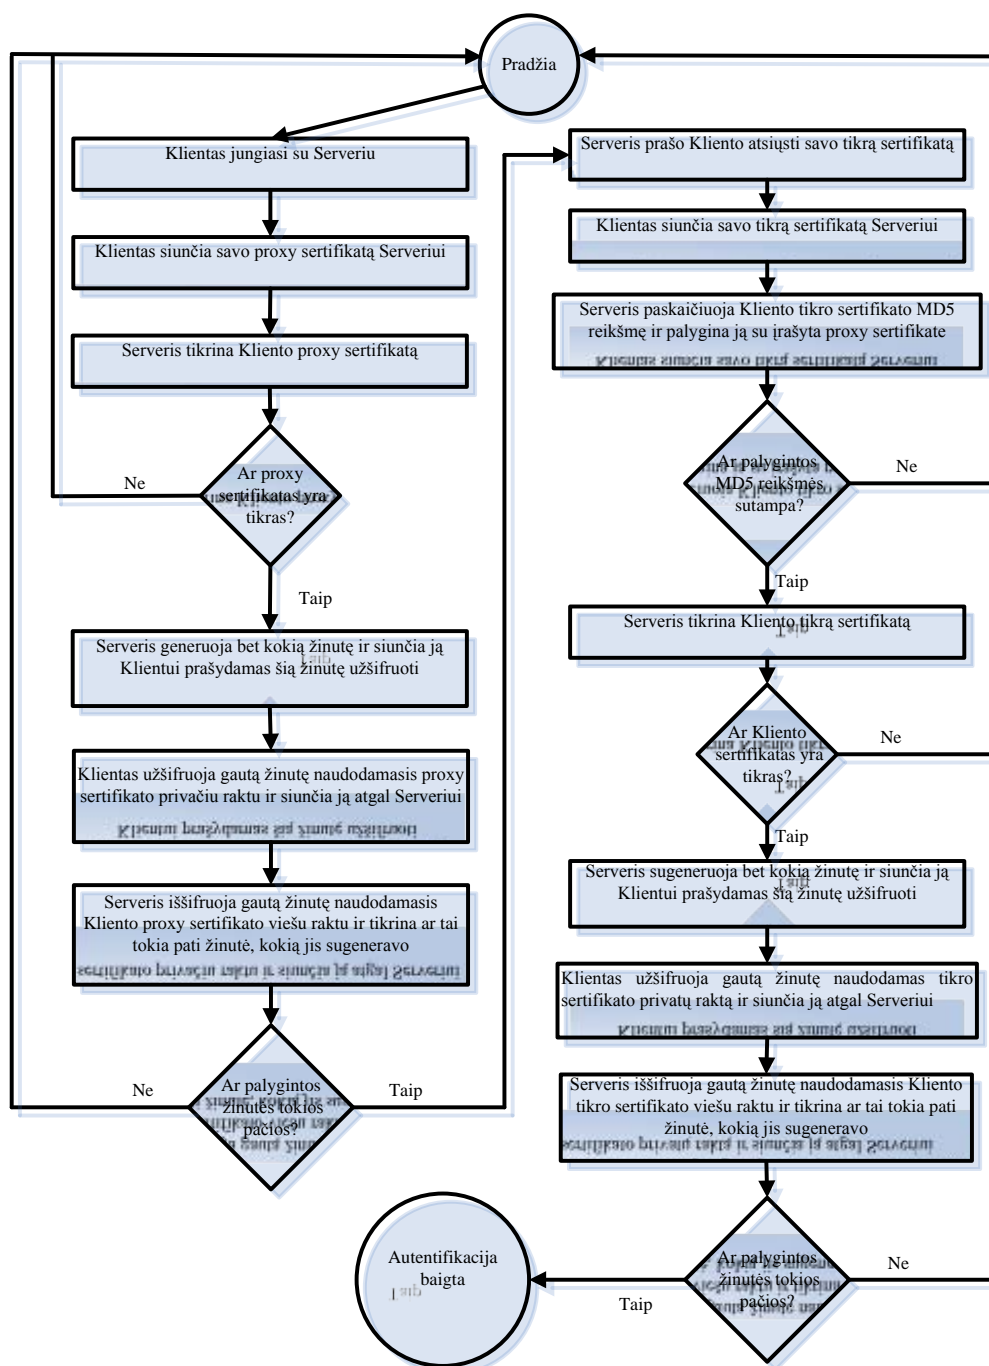 Pradžia
Klientas jungiasi su Serveriu
Klientas siunčia savo proxy sertifikatą Serveriui
Serveris tikrina Kliento proxy sertifikatą
Ar proxy
sertifikatas yra
tikras?
Ne
Taip
Serveris generuoja bet kokią žinutę ir siunčia ją
Klientui prašydamas šią žinutę užšifruoti
Klientas užšifruoja gautą žinutę naudodamasis proxy
sertifikato privačiu raktu ir siunčia ją atgal Serveriui
Serveris iššifruoja gautą žinutę naudodamasis
Kliento proxy sertifikato viešu raktu ir tikrina ar tai
tokia pati žinutė, kokią jis sugeneravo
Ar palygintos
žinutės tokios
pačios?
Ne
Taip
Serveris prašo Kliento atsiųsti savo tikrą sertifikatą
Klientas siunčia savo tikrą sertifikatą Serveriui
Serveris paskaičiuoja Kliento tikro sertifikato MD5
reikšmę ir palygina ją su įrašyta proxy sertifikate
Ar palygintos
MD5 reikšmės
sutampa?
Ne
Taip
Serveris tikrina Kliento tikrą sertifikatą
Ar Kliento
sertifikatas yra
tikras?
Ne
Taip
Serveris sugeneruoja bet kokią žinutę ir siunčia ją
Klientui prašydamas šią žinutę užšifruoti
Klientas užšifruoja gautą žinutę naudodamas tikro
sertifikato privatų raktą ir siunčia ją atgal Serveriui
Serveris iššifruoja gautą žinutę naudodamasis Kliento
tikro sertifikato viešu raktu ir tikrina ar tai tokia pati
žinutė, kokią jis sugeneravo
Ar palygintos
žinutės tokios
pačios?
Ne
Taip
Autentifikacija
baigta